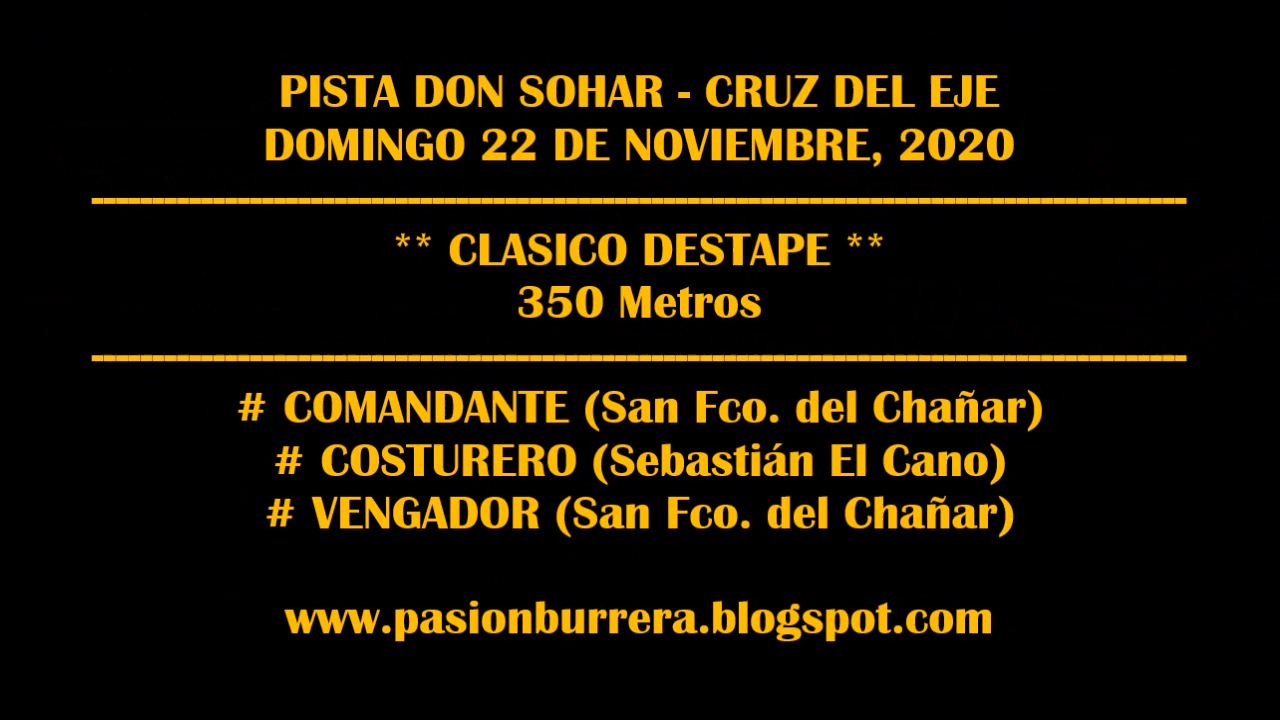 PISTA DON SOHAR - CRUZ DEL EJE
DOMINGO 22 DE NOVIEMBRE, 2020
** CLASICO DESTAPE **
350 Metros
# COMANDANTE (San Fco. del Chañar)
# COSTURERO (Sebastián El Cano)
# VENGADOR (San Fco. del Chañar)
www.pasionburrera.blogspot.com